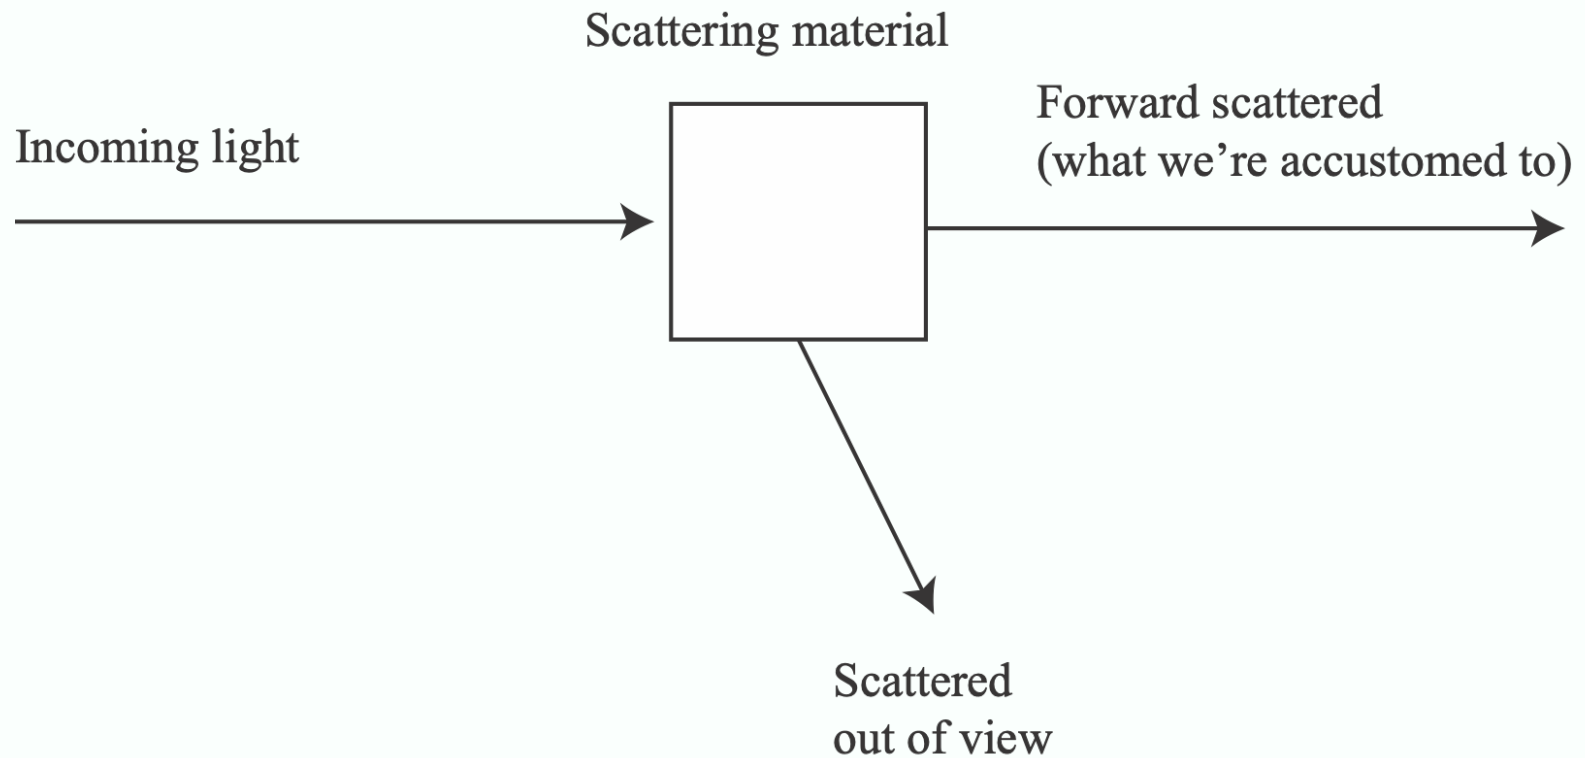 Scattering material
Incoming light
Forward scattered
(what we’re accustomed to)
Scattered
out of view